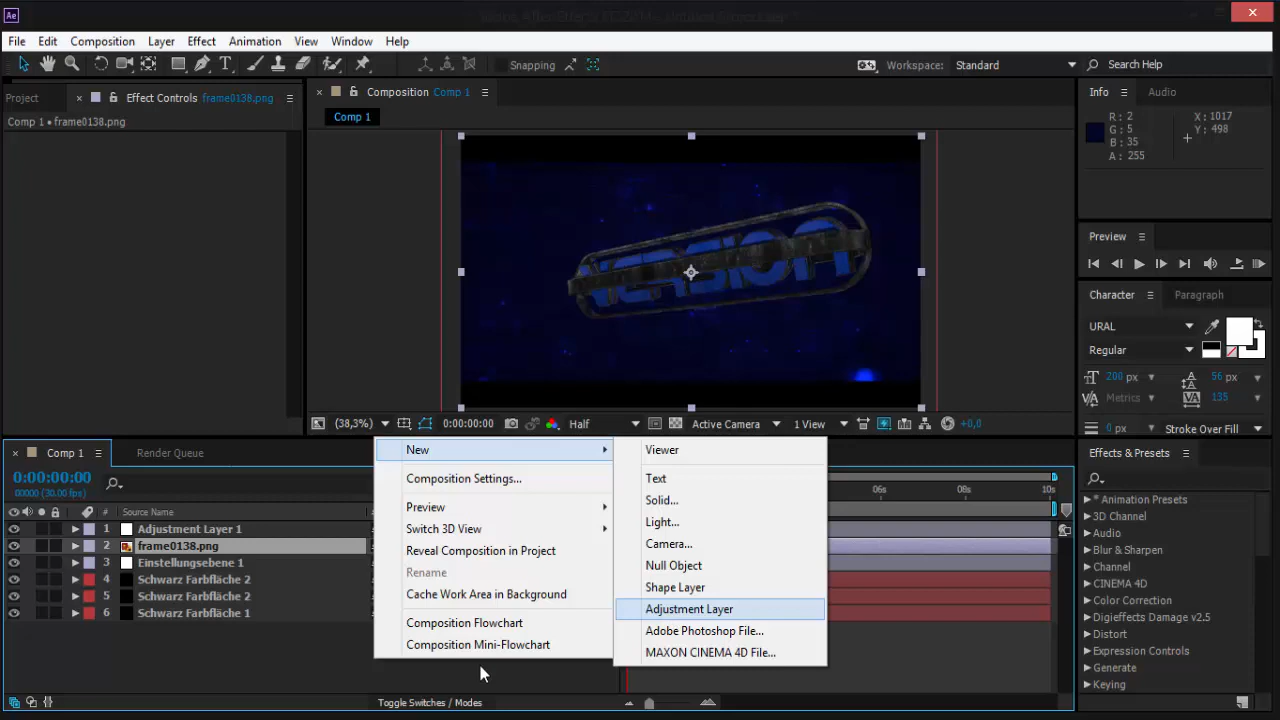 Ae
File Edit Composition Layer Effect Animation View Window Help
Snapping
Workspace: Standard
Search Help
Project
Effect Controls frame0138.png
Comp 1 • frame0138.png
Composition Comp 1
Comp 1
VERSION
(38,3%)
0:00:00:00
Half
Active Camera
1 View
+0,0
Info Audio
R: 2
G: 5
B: 35
A: 255
X: 1017
Y: 498
Preview
Character Paragraph
URAL
Regular
200 px
56 px
Metrics
135
0 px
Stroke Over Fill
Effects & Presets
* Animation Presets
3D Channel
Audio
Blur & Sharpen
Channel
CINEMA 4D
Color Correction
Digieffects Damage v2.5
Distort
Expression Controls
Generate
Keying
Comp 1
Render Queue
0:00:00:00
00000 (30.00 fps)
# Source Name
1 Adjustment Layer 1
2 frame0138.png
3 Einstellungsebene 1
4 Schwarz Farbfläche 2
5 Schwarz Farbfläche 2
6 Schwarz Farbfläche 1
06s 08s 10s
New
Composition Settings...
Preview
Switch 3D View
Reveal Composition in Project
Rename
Cache Work Area in Background
Composition Flowchart
Composition Mini-Flowchart
Viewer
Text
Solid...
Light...
Camera...
Null Object
Shape Layer
Adjustment Layer
Adobe Photoshop File...
MAXON CINEMA 4D File...
Toggle Switches / Modes